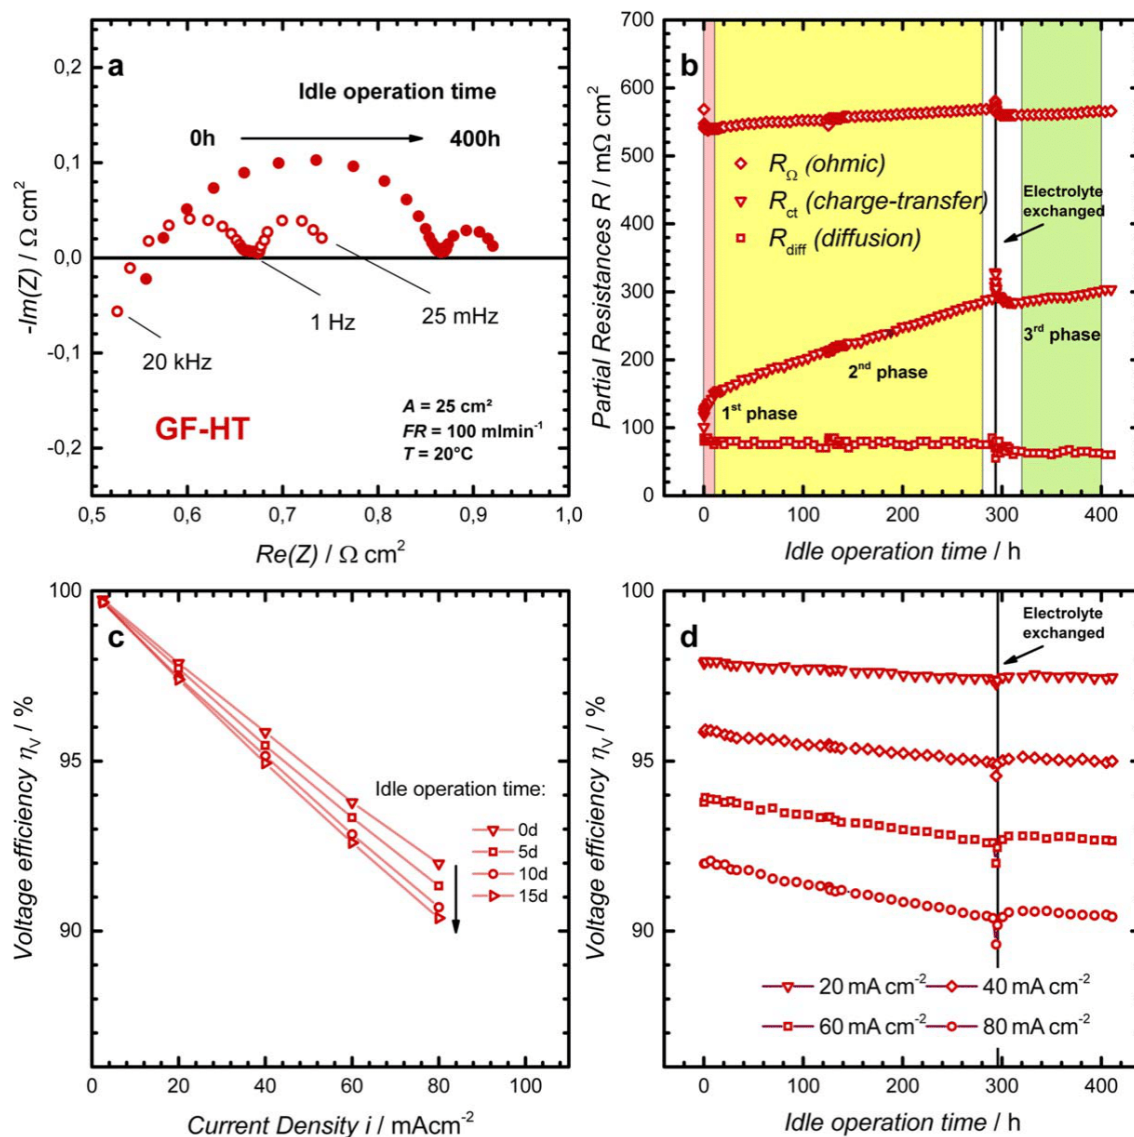 a
Idle operation time
0h
400h
1 Hz
25 mHz
20 kHz
GF-HT
A = 25 cm²
FR = 100 mlmin⁻¹
T = 20°C
0,2
0,1
0,0
-0,1
-0,2
-Im(Z) / Ω cm²
0,5 0,6 0,7 0,8 0,9 1,0
Re(Z) / Ω cm²
b
700
600
500
400
300
200
100
0
Partial Resistances R / mΩ cm²
R_Ω (ohmic)
R_ct (charge-transfer)
R_diff (diffusion)
Electrolyte
exchanged
1st phase
2nd phase
3rd phase
0 100 200 300 400
Idle operation time / h
c
100
95
90
Voltage efficiency η_V / %
Idle operation time:
0d
5d
10d
15d
0 20 40 60 80 100
Current Density i / mAcm⁻²
d
100
95
90
Voltage efficiency η_V / %
Electrolyte
exchanged
20 mA cm⁻² 40 mA cm⁻²
60 mA cm⁻² 80 mA cm⁻²
0 100 200 300 400
Idle operation time / h